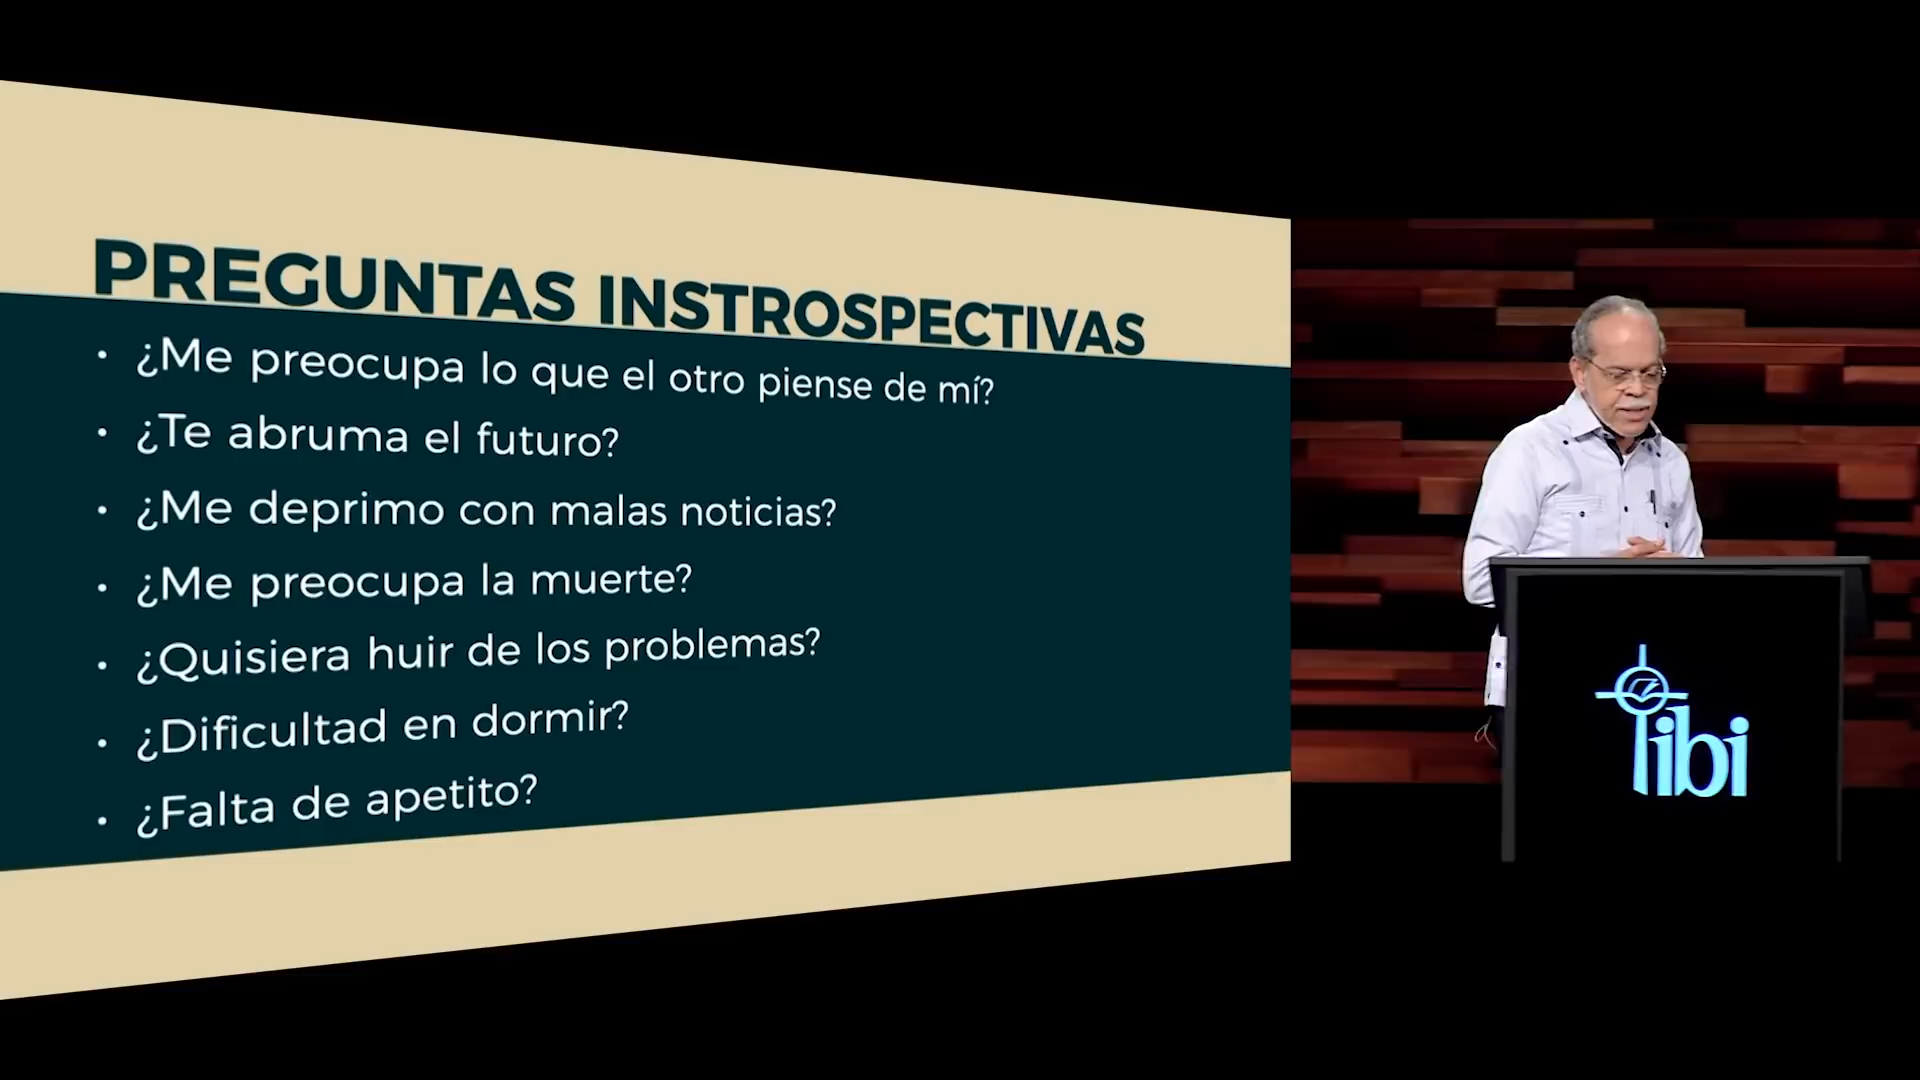 PREGUNTAS INSTROSPECTIVAS
• ¿Me preocupa lo que el otro piense de mí?
• ¿Te abruma el futuro?
• ¿Me deprimo con malas noticias?
• ¿Me preocupa la muerte?
• ¿Quisiera huir de los problemas?
• ¿Dificultad en dormir?
• ¿Falta de apetito?
ibi